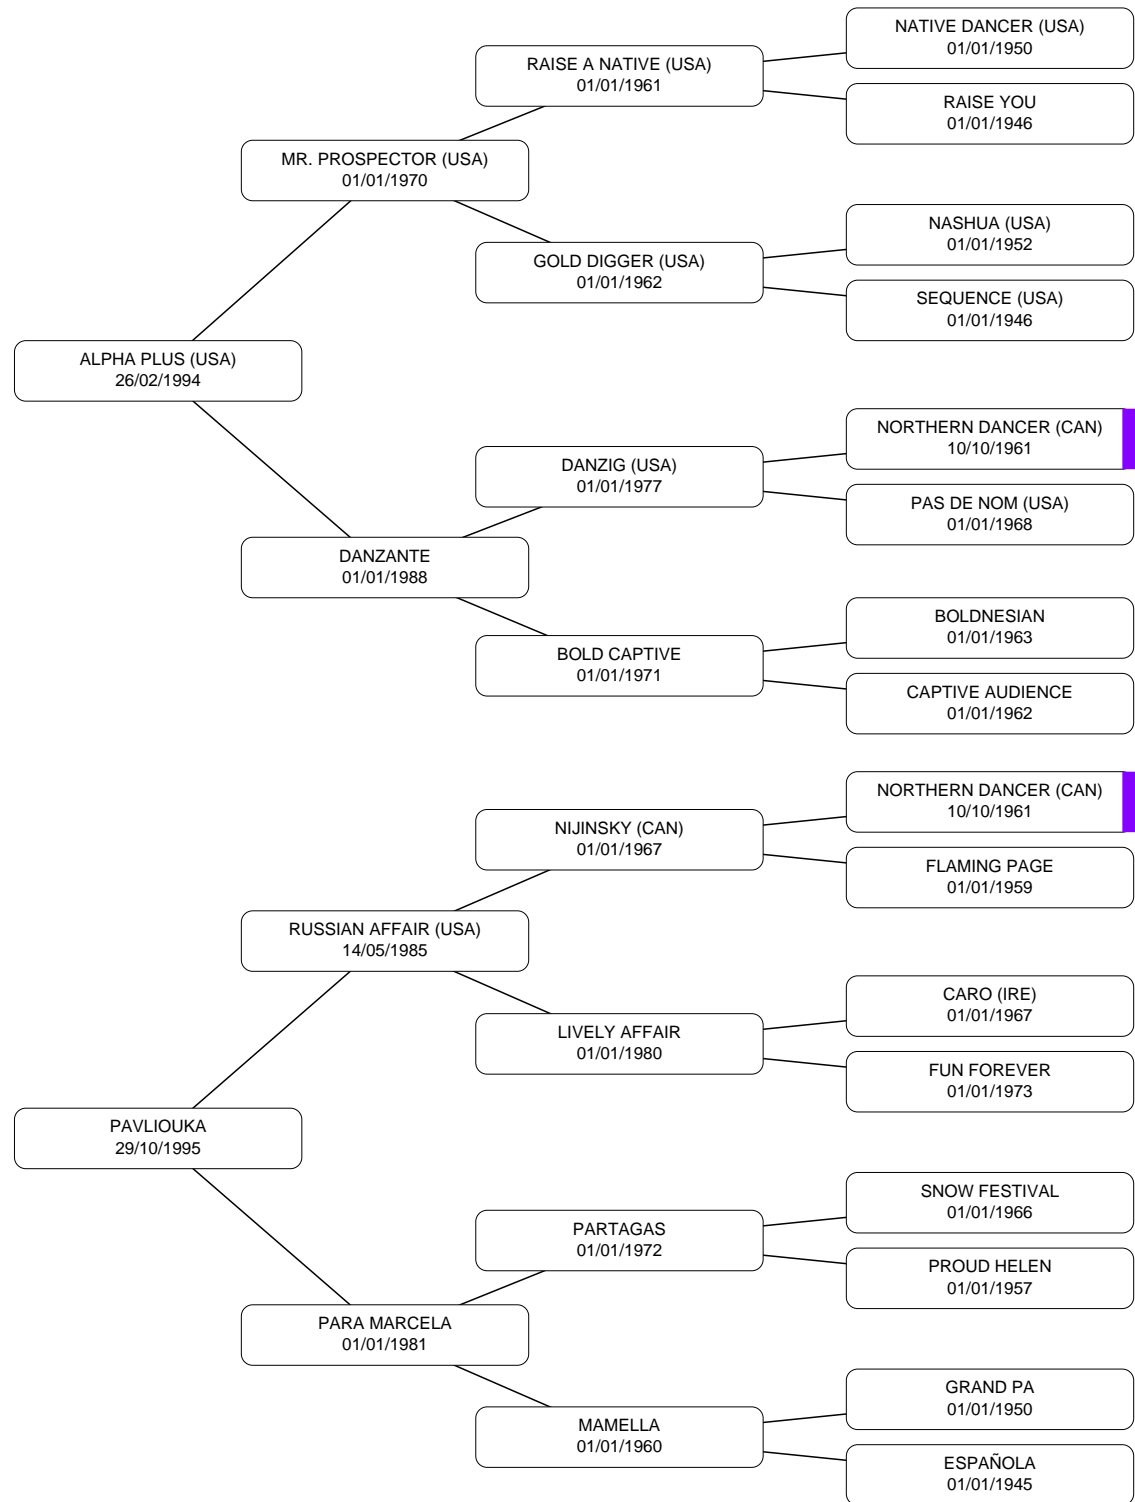 NATIVE DANCER (USA)
01/01/1950
RAISE A NATIVE (USA)
01/01/1961
RAISE YOU
01/01/1946
MR. PROSPECTOR (USA)
01/01/1970
NASHUA (USA)
01/01/1952
GOLD DIGGER (USA)
01/01/1962
SEQUENCE (USA)
01/01/1946
ALPHA PLUS (USA)
26/02/1994
NORTHERN DANCER (CAN)
10/10/1961
DANZIG (USA)
01/01/1977
PAS DE NOM (USA)
01/01/1968
DANZANTE
01/01/1988
BOLDNESIAN
01/01/1963
BOLD CAPTIVE
01/01/1971
CAPTIVE AUDIENCE
01/01/1962
NORTHERN DANCER (CAN)
10/10/1961
NIJINSKY (CAN)
01/01/1967
FLAMING PAGE
01/01/1959
RUSSIAN AFFAIR (USA)
14/05/1985
CARO (IRE)
01/01/1967
LIVELY AFFAIR
01/01/1980
FUN FOREVER
01/01/1973
PAVLIOUKA
29/10/1995
SNOW FESTIVAL
01/01/1966
PARTAGAS
01/01/1972
PROUD HELEN
01/01/1957
PARA MARCELA
01/01/1981
GRAND PA
01/01/1950
MAMELLA
01/01/1960
ESPAÑOLA
01/01/1945